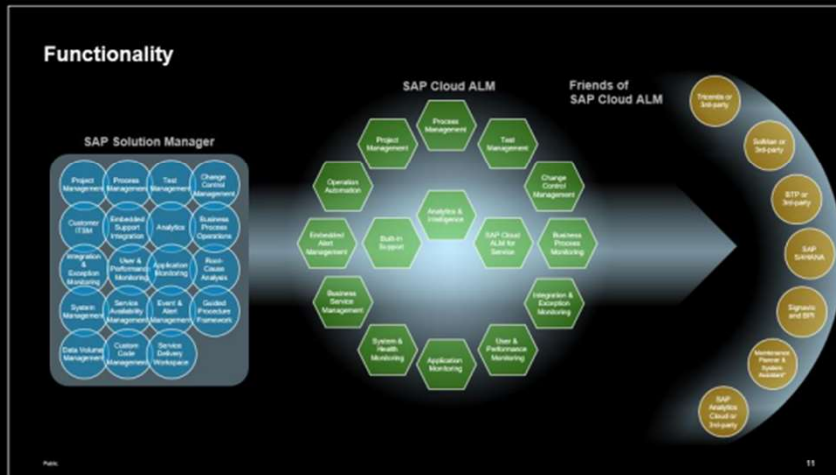 Functionality
SAP Solution Manager
Project
Management
Process
Management
Test
Management
Change
Control
Management
Customer
ITSM
Embedded
Support
Integration
Analytics
Business
Process
Operations
Integration
&
Exception
Monitoring
User &
Performance
Monitoring
Application
Monitoring
Root-
Cause
Analysis
System
Management
Service
Availability
Management
Event &
Alert
Management
Guided
Procedure
Framework
Data Volume
Management
Custom
Code
Management
Service
Delivery
Workspace
SAP Cloud ALM
Process
Management
Project
Management
Test
Management
Operation
Automation
Change
Control
Management
Analytics &
Intelligence
Embedded
Alert
Management
Built-in
Support
SAP Cloud
ALM for
Service
Business
Process
Monitoring
Business
Service
Management
Integration &
Exception
Monitoring
System &
Health
Monitoring
Application
Monitoring
User &
Performance
Monitoring
Friends of
SAP Cloud ALM
Tricentis or
3rd-party
SolMan or
3rd-party
BTP or
3rd-party
SAP
S/4HANA
Signavio
and BPI
Maintenance
Planner &
System
Assistant*
SAP
Analytics
Cloud or
3rd-party
Public
11